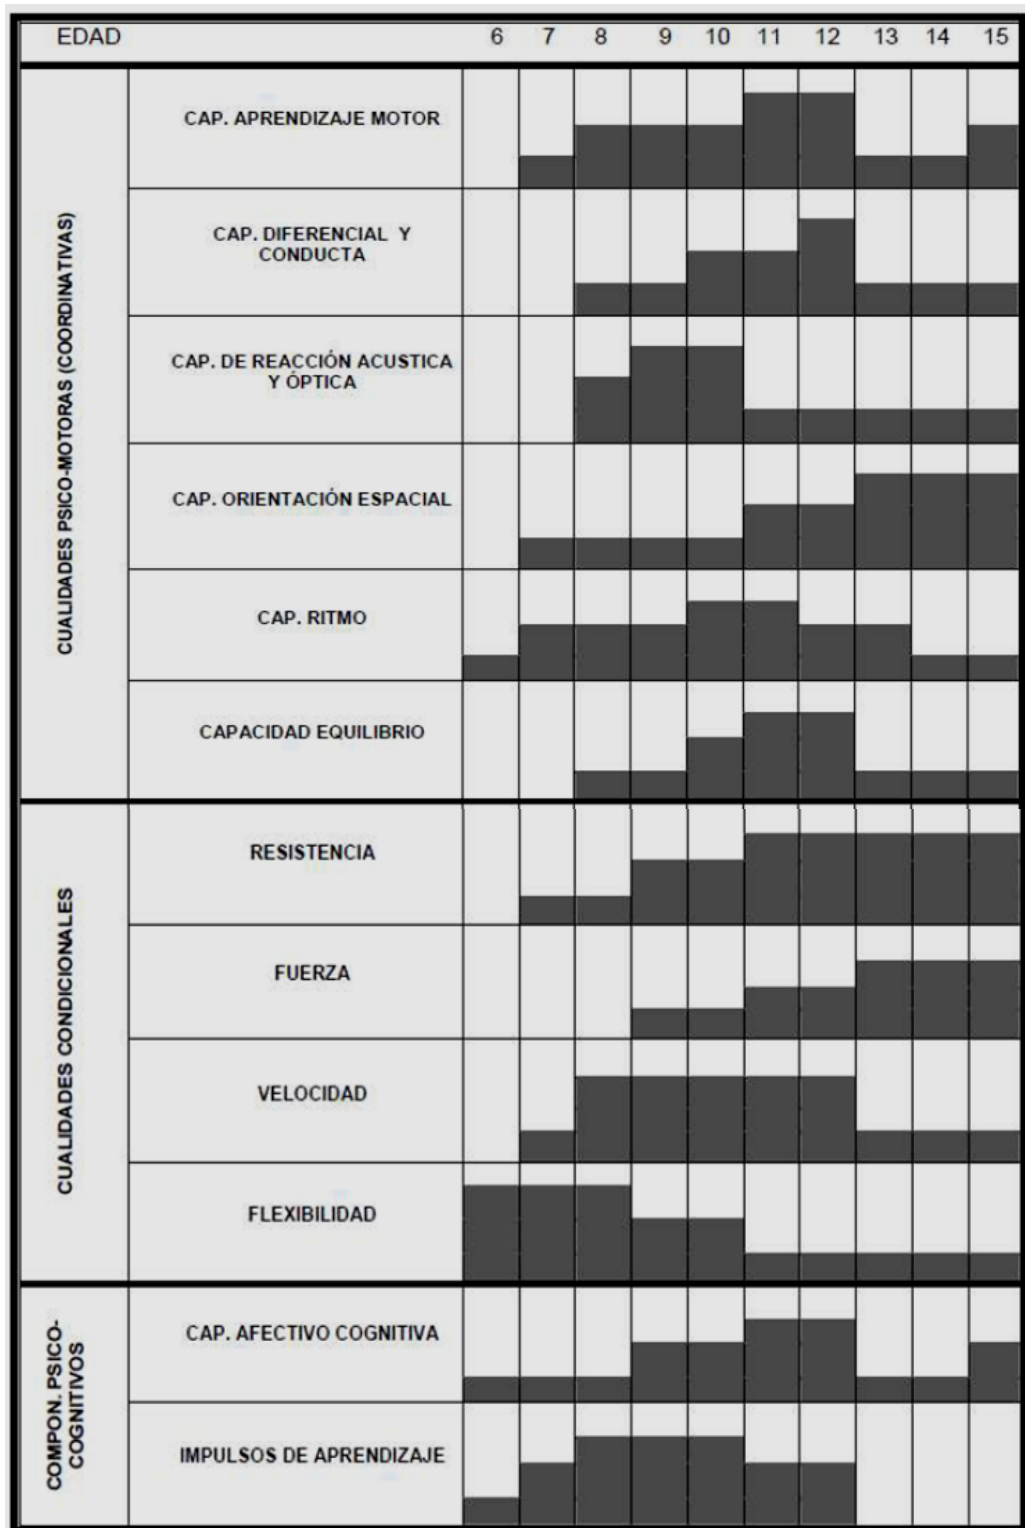 EDAD 6 7 8 9 10 11 12 13 14 15
CUALIDADES PSICO-MOTORAS (COORDINATIVAS)
CAP. APRENDIZAJE MOTOR
CAP. DIFERENCIAL Y
CONDUCTA
CAP. DE REACCIÓN ACUSTICA
Y ÓPTICA
CAP. ORIENTACIÓN ESPACIAL
CAP. RITMO
CAPACIDAD EQUILIBRIO
CUALIDADES CONDICIONALES
RESISTENCIA
FUERZA
VELOCIDAD
FLEXIBILIDAD
COMPON. PSICO-
COGNITIVOS
CAP. AFECTIVO COGNITIVA
IMPULSOS DE APRENDIZAJE